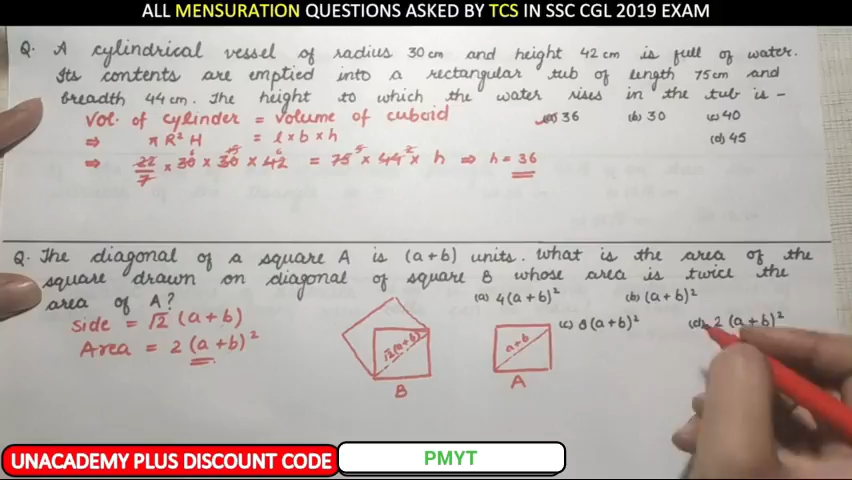 ALL MENSURATION QUESTIONS ASKED BY TCS IN SSC CGL 2019 EXAM
Q. A cylindrical vessel of radius 30 cm and height 42 cm is full of water.
Its contents are emptied into a rectangular tub of length 75 cm and
breadth 44 cm. The height to which the water rises in the tub is -
Vol. of cylinder = Volume of cuboid
(a) 36 (b) 30 (c) 40
⇒ π R² H = l × b × h
(d) 45
⇒ 22/7 × 30 × 30 × 42 = 75 × 44 × h ⇒ h = 36
Q. The diagonal of a square A is (a+b) units. What is the area of the
square drawn on diagonal of square B whose area is twice the
area of A?
(a) 4(a+b)² (b) (a+b)²
(c) 8(a+b)² (d) 2(a+b)²
Side = √2 (a+b)
Area = 2 (a+b)²
√2(a+b)
a+b
B
A
UNACADEMY PLUS DISCOUNT CODE
PMYT